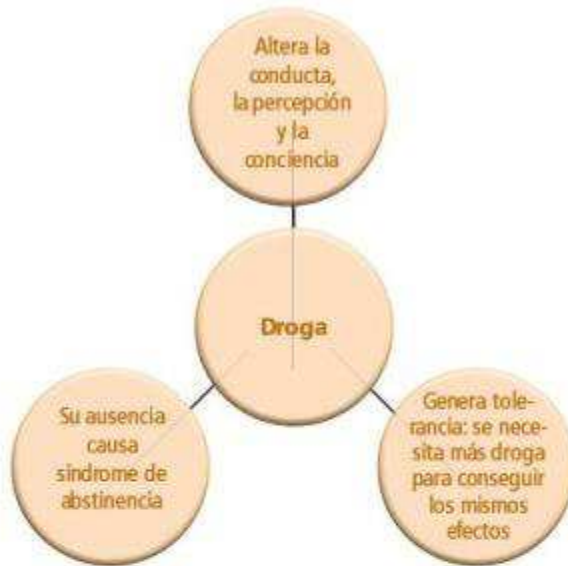 Altera la
conducta,
la percepción
y la
conciencia
Droga
Su ausencia
causa
síndrome de
abstinencia
Genera tole-
rancia: se nece-
sita más droga
para conseguir
los mismos
efectos